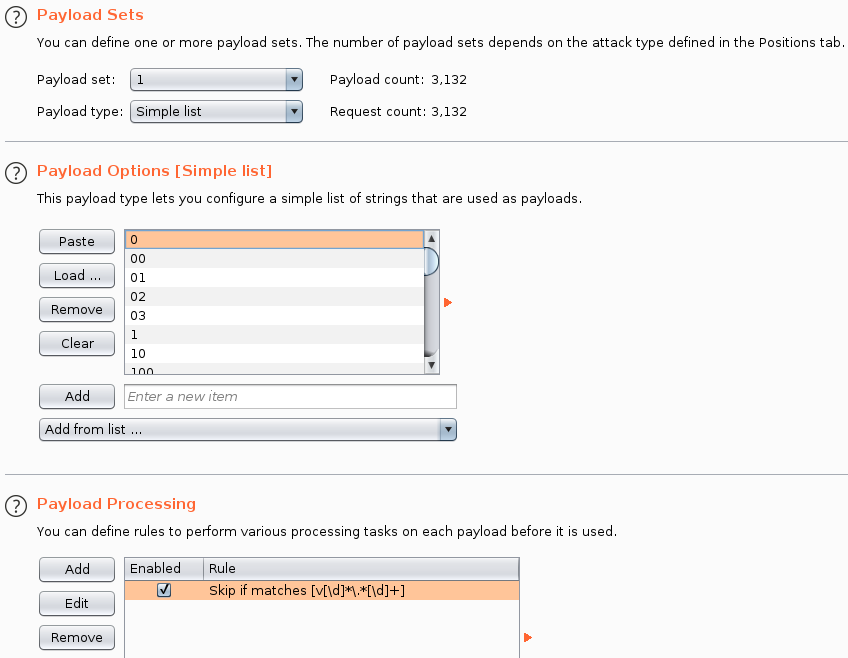 ? Payload Sets
You can define one or more payload sets. The number of payload sets depends on the attack type defined in the Positions tab.
Payload set: 1 Payload count: 3,132
Payload type: Simple list Request count: 3,132
? Payload Options [Simple list]
This payload type lets you configure a simple list of strings that are used as payloads.
Paste 0
00
Load ... 01
02
Remove 03
1
Clear 10
100
Add Enter a new item
Add from list ...
? Payload Processing
You can define rules to perform various processing tasks on each payload before it is used.
Add Enabled Rule
Skip if matches [v[\d]*\.*[\d]+]
Edit
Remove